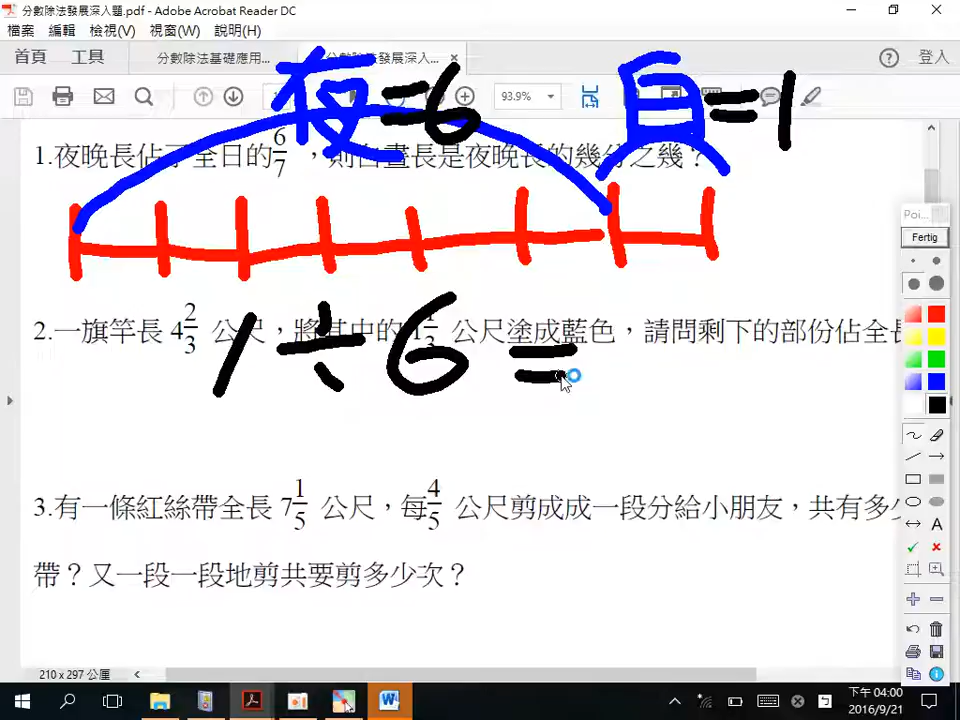 分數除法發展深入題.pdf - Adobe Acrobat Reader DC
檔案 編輯 檢視(V) 視窗(W) 說明(H)
首頁 工具 分數除法基礎應用... 分數除法發展深入... × ? 登入
93.9%
夜=6 負=1
1.夜晚長佔了全日的6/7，則白晝長是夜晚長的幾分之幾？
Poi...
Fertig
2.一旗竿長 4 2/3 公尺，將其中的 1 1/3 公尺塗成藍色，請問剩下的部份佔全長
1÷6=
3.有一條紅絲帶全長 7 1/5 公尺，每 4/5 公尺剪成成一段分給小朋友，共有多少
帶？又一段一段地剪共要剪多少次？
210 x 297 公厘
下午 04:00
2016/9/21